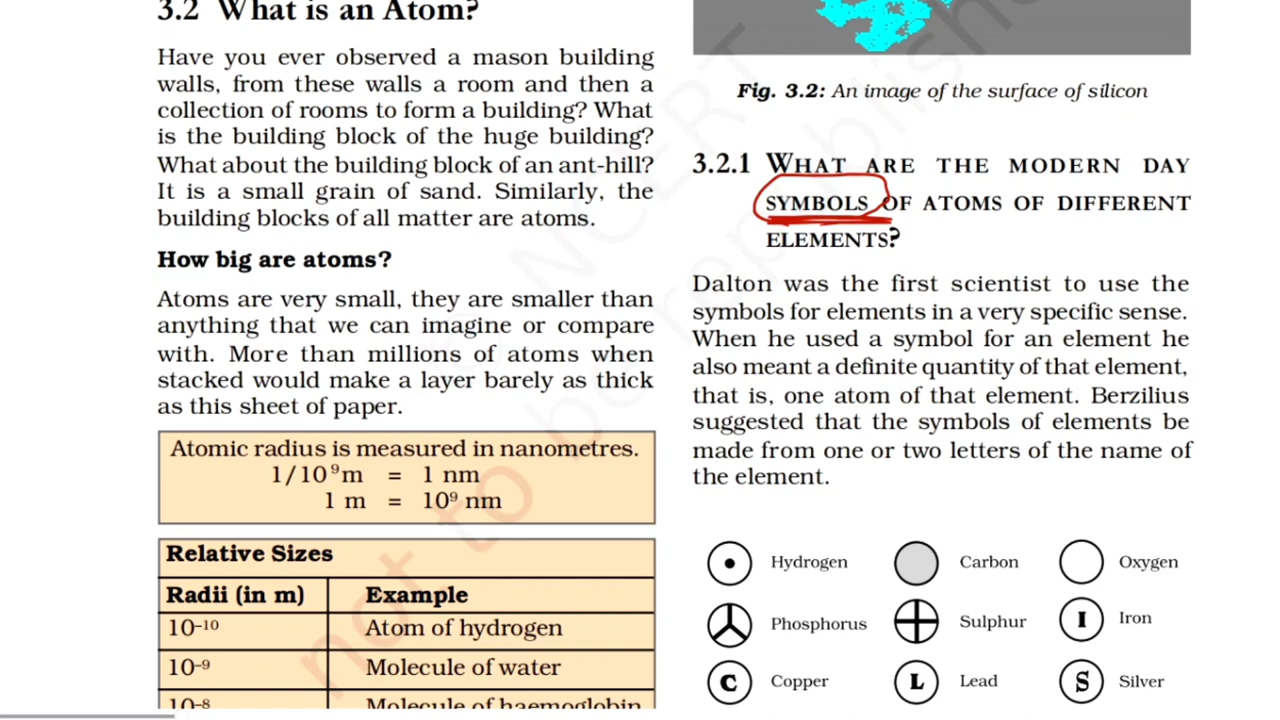 3.2 What is an Atom?
Have you ever observed a mason building
walls, from these walls a room and then a
collection of rooms to form a building? What
is the building block of the huge building?
What about the building block of an ant-hill?
It is a small grain of sand. Similarly, the
building blocks of all matter are atoms.
How big are atoms?
Atoms are very small, they are smaller than
anything that we can imagine or compare
with. More than millions of atoms when
stacked would make a layer barely as thick
as this sheet of paper.
Atomic radius is measured in nanometres.
1/10⁹m = 1 nm
1 m = 10⁹ nm
Relative Sizes
Radii (in m) Example
10⁻¹⁰ Atom of hydrogen
10⁻⁹ Molecule of water
10⁻⁸ Molecule of haemoglobin
Fig. 3.2: An image of the surface of silicon
3.2.1 WHAT ARE THE MODERN DAY
SYMBOLS OF ATOMS OF DIFFERENT
ELEMENTS?
Dalton was the first scientist to use the
symbols for elements in a very specific sense.
When he used a symbol for an element he
also meant a definite quantity of that element,
that is, one atom of that element. Berzilius
suggested that the symbols of elements be
made from one or two letters of the name of
the element.
Hydrogen Carbon Oxygen
Phosphorus Sulphur I Iron
C Copper L Lead S Silver
© NCERT
not to be republished